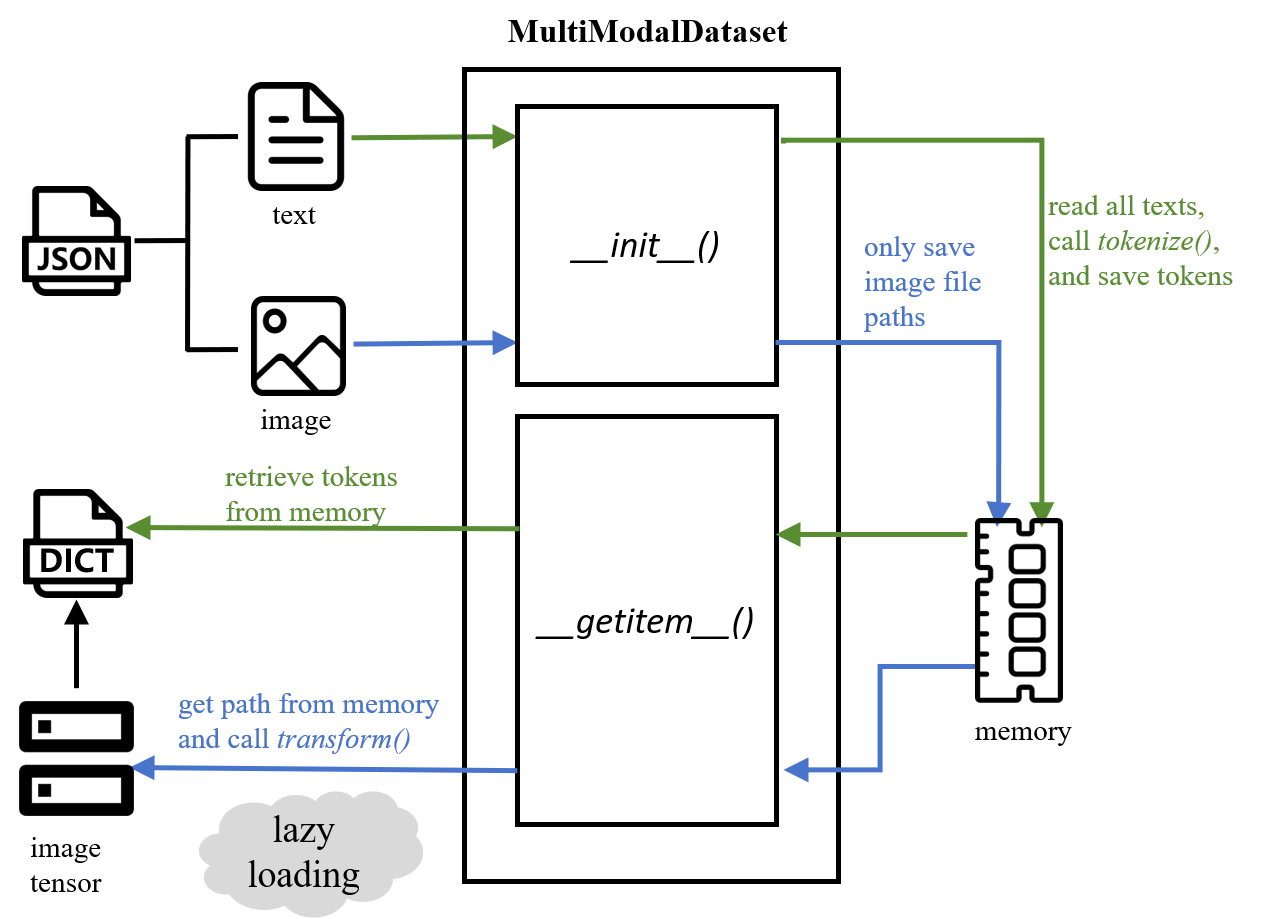 MultiModalDataset
text
JSON
__init__()
read all texts,
call tokenize(),
and save tokens
only save
image file
paths
image
retrieve tokens
from memory
DICT
__getitem__()
get path from memory
and call transform()
memory
image
tensor
lazy
loading